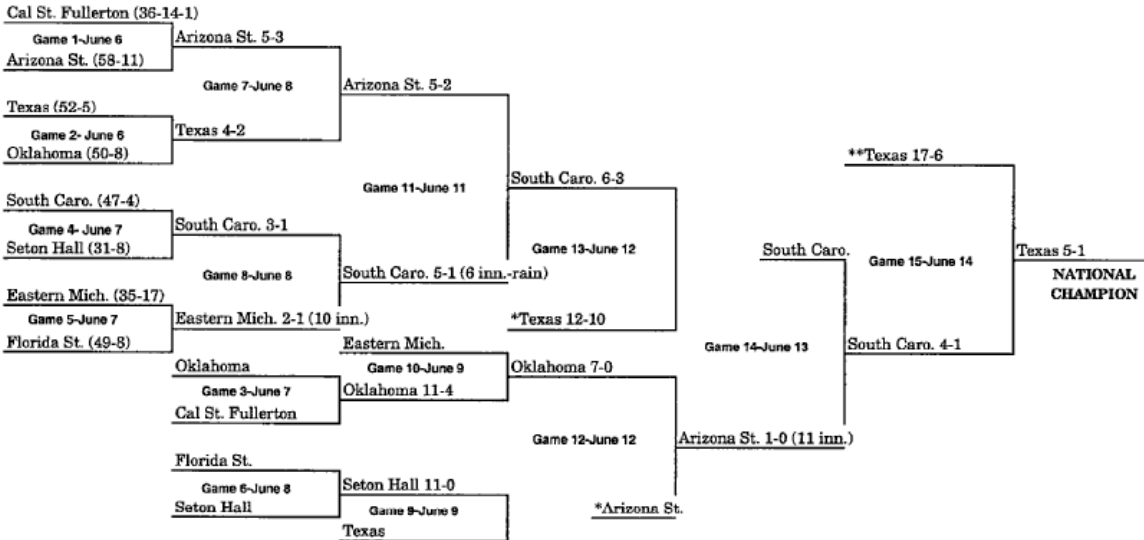 Cal St. Fullerton (36-14-1)
Game 1-June 6
Arizona St. (58-11)
Arizona St. 5-3
Game 7-June 8
Texas (52-5)
Game 2- June 6
Oklahoma (50-8)
Texas 4-2
Arizona St. 5-2
Game 11-June 11
South Caro. (47-4)
Game 4- June 7
Seton Hall (31-8)
South Caro. 3-1
Game 8-June 8
Eastern Mich. (35-17)
Game 5-June 7
Florida St. (49-8)
Eastern Mich. 2-1 (10 inn.)
South Caro. 5-1 (6 inn.-rain)
South Caro. 6-3
Game 13-June 12
*Texas 12-10
Eastern Mich.
Game 10-June 9
Oklahoma
Game 3-June 7
Cal St. Fullerton
Oklahoma 11-4
Oklahoma 7-0
Game 12-June 12
Florida St.
Game 6-June 8
Seton Hall
Seton Hall 11-0
Game 9-June 9
Texas
*Arizona St.
Arizona St. 1-0 (11 inn.)
South Caro.
Game 14-June 13
**Texas 17-6
Game 15-June 14
South Caro. 4-1
Texas 5-1
NATIONAL
CHAMPION